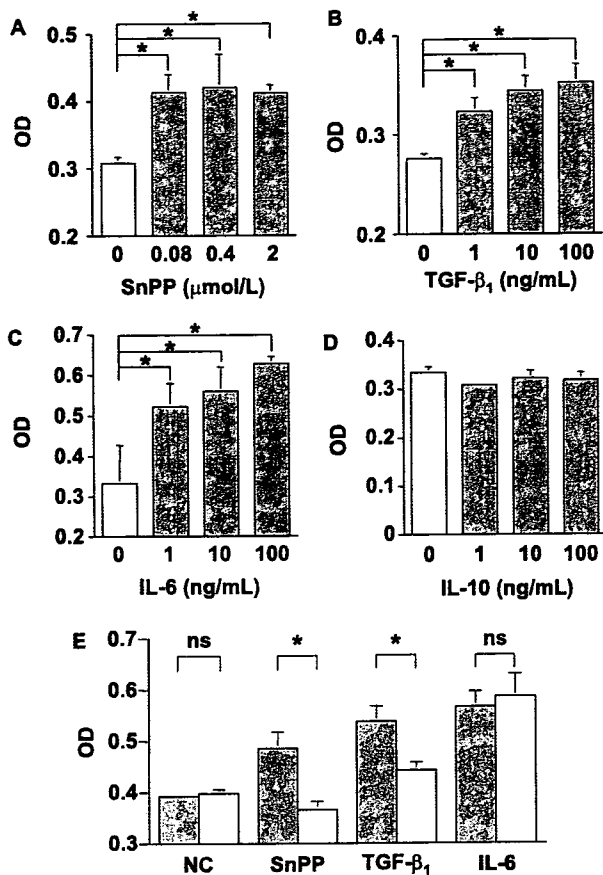 A
* * *
OD
0.5
0.4
0.3
0.2
0 0.08 0.4 2
SnPP (µmol/L)
B
* * *
OD
0.4
0.3
0.2
0 1 10 100
TGF-β₁ (ng/mL)
C
* * *
OD
0.7
0.6
0.5
0.4
0.3
0.2
0 1 10 100
IL-6 (ng/mL)
D
OD
0.4
0.3
0.2
0.1
0
0 1 10 100
IL-10 (ng/mL)
E
ns * * ns
OD
0.7
0.6
0.5
0.4
0.3
NC SnPP TGF-β₁ IL-6